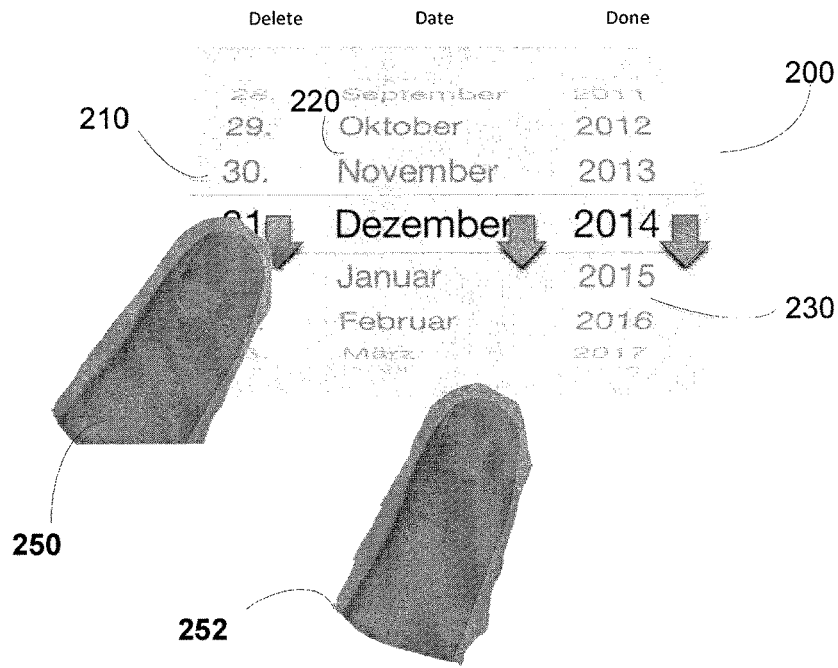 Delete Date Done
28. September 2011
200
220
210
29. Oktober 2012
30. November 2013
Dezember 2014
Januar 2015
230
Februar 2016
März 2017
250
252